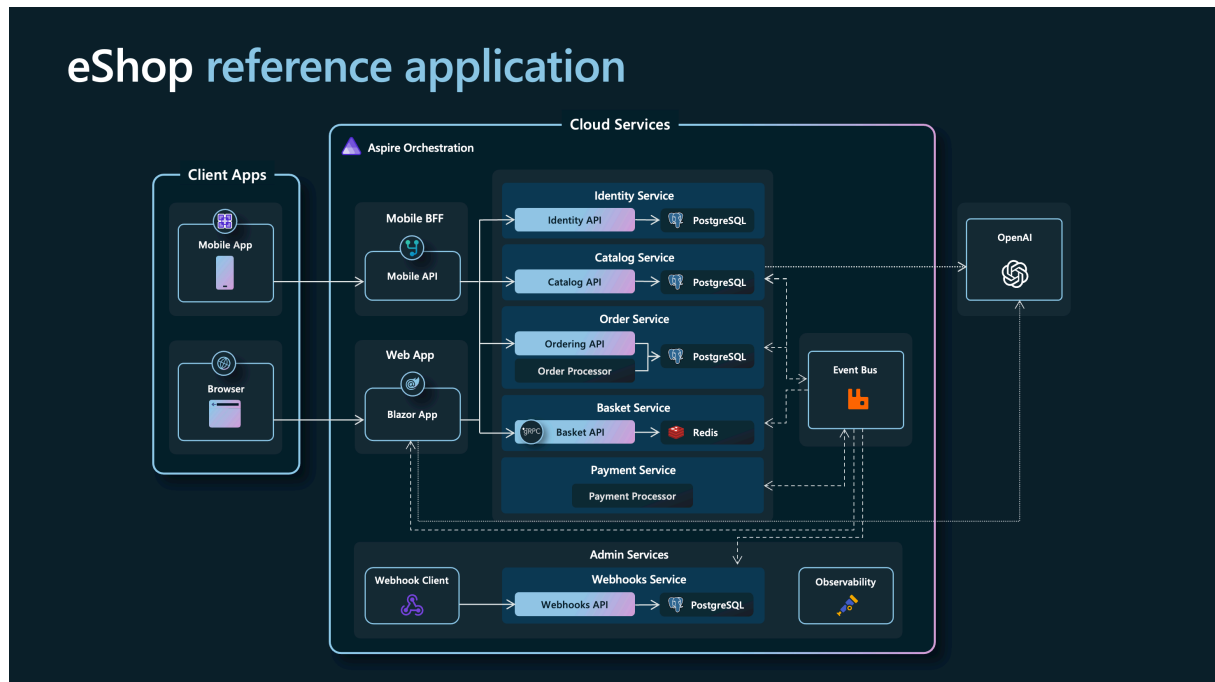 eShop reference application
Cloud Services
Aspire Orchestration
Client Apps
Mobile App
Browser
Mobile BFF
Mobile API
Web App
Blazor App
Identity Service
Identity API
PostgreSQL
Catalog Service
Catalog API
PostgreSQL
Order Service
Ordering API
Order Processor
PostgreSQL
Basket Service
gRPC
Basket API
Redis
Payment Service
Payment Processor
Event Bus
OpenAI
Admin Services
Webhook Client
Webhooks Service
Webhooks API
PostgreSQL
Observability